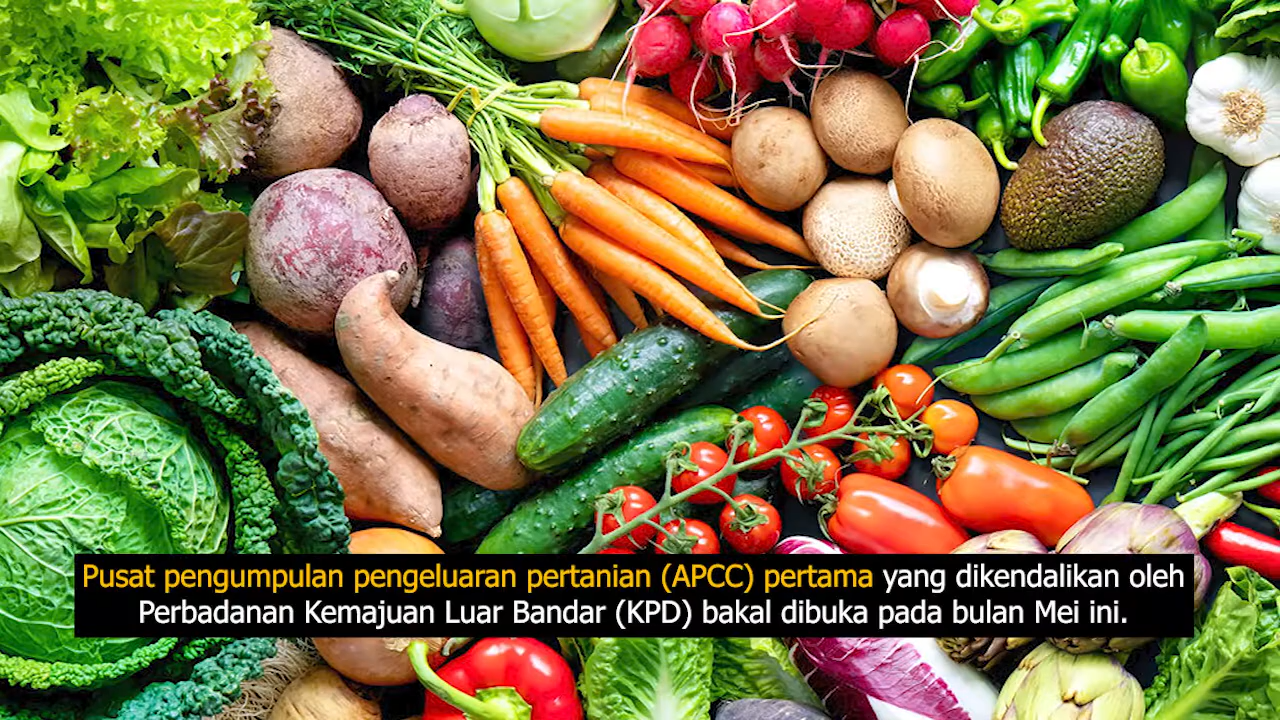 Pusat pengumpulan pengeluaran pertanian (APCC) pertama yang dikendalikan oleh
Perbadanan Kemajuan Luar Bandar (KPD) bakal dibuka pada bulan Mei ini.